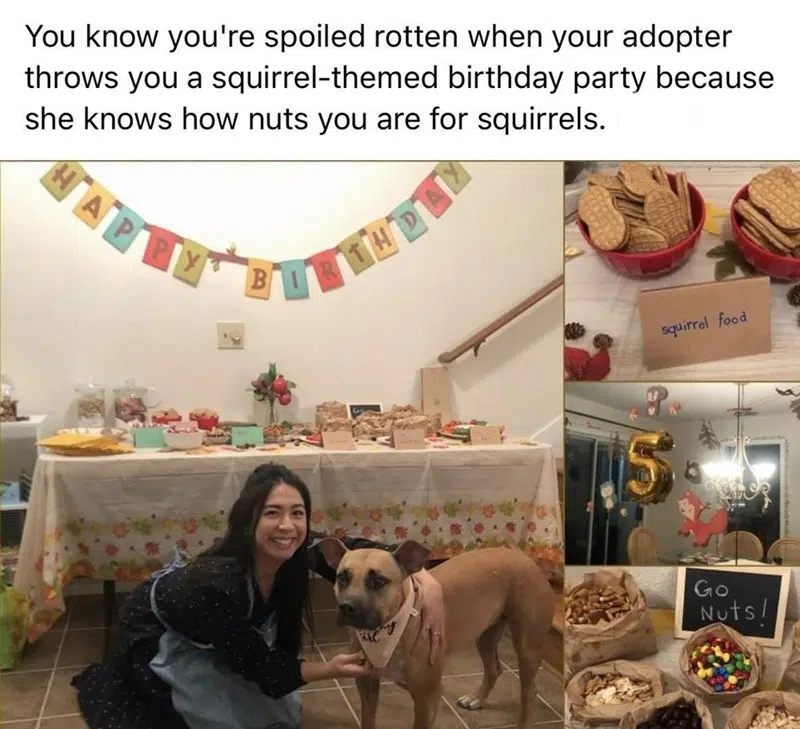 You know you're spoiled rotten when your adopter
throws you a squirrel-themed birthday party because
she knows how nuts you are for squirrels.
HAPPY BIRTHDAY
squirrel food
5
Go
Nuts!